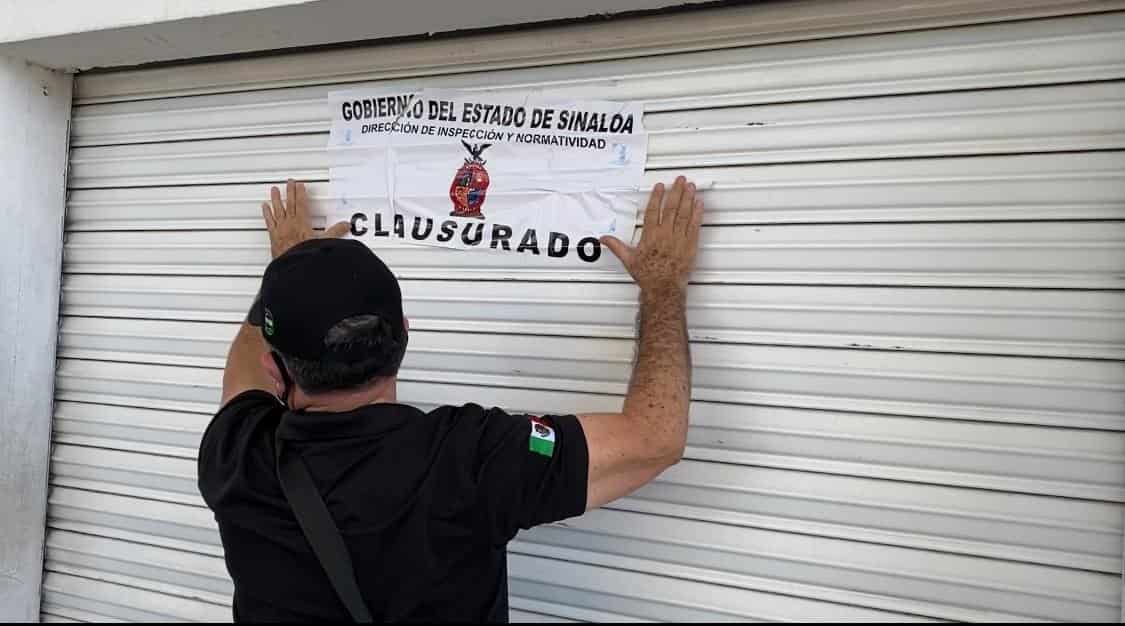 GOBIERNO DEL ESTADO DE SINALOA
DIRECCIÓN DE INSPECCIÓN Y NORMATIVIDAD
CLAUSURADO